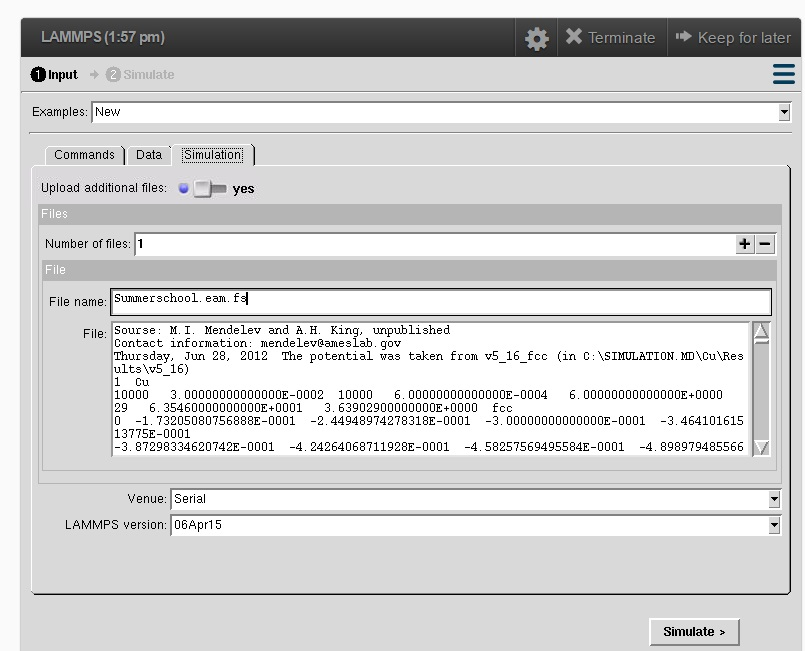 LAMMPS (1:57 pm)
Terminate
Keep for later
1 Input
2 Simulate
Examples: New
Commands
Data
Simulation
Upload additional files: yes
Files
Number of files: 1
File
File name: Summerschool.eam.fs
File: Sourse: M.I. Mendelev and A.H. King, unpublished
Contact information: mendelev@ameslab.gov
Thursday, Jun 28, 2012 The potential was taken from v5_16_fcc (in C:\SIMULATION.MD\Cu\Res
ults\v5_16)
1 Cu
10000 3.00000000000000E-0002 10000 6.00000000000000E-0004 6.00000000000000E+0000
29 6.35460000000000E+0001 3.63902900000000E+0000 fcc
0 -1.73205080756888E-0001 -2.44948974278318E-0001 -3.00000000000000E-0001 -3.464101615
13775E-0001
-3.87298334620742E-0001 -4.24264068711928E-0001 -4.58257569495584E-0001 -4.898979485566
Venue: Serial
LAMMPS version: 06Apr15
Simulate >